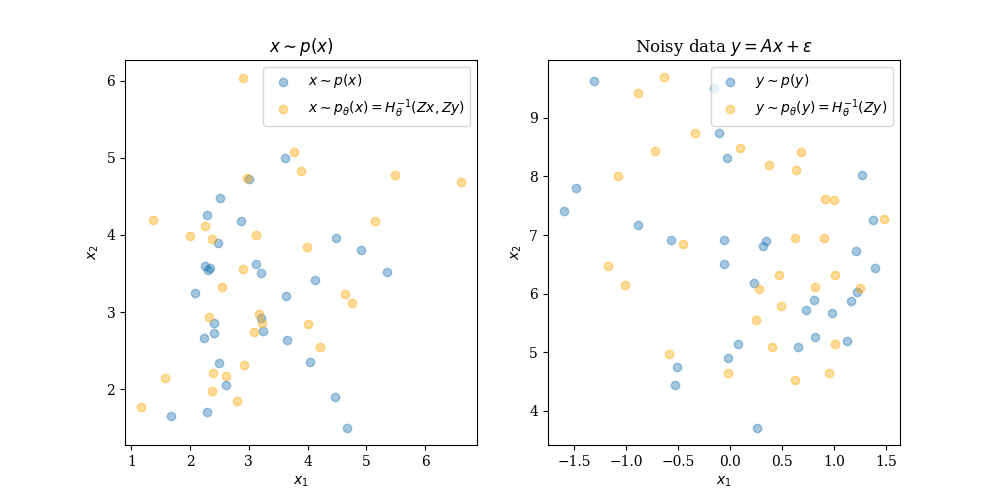 x ∼ p(x)
x ∼ p(x)
x ∼ p_θ(x) = H_θ^{-1}(Zx, Zy)
6
5
4
3
2
x_2
1 2 3 4 5 6
x_1
Noisy data y = Ax + ε
y ∼ p(y)
y ∼ p_θ(y) = H_θ^{-1}(Zy)
9
8
7
6
5
4
x_2
−1.5 −1.0 −0.5 0.0 0.5 1.0 1.5
x_1